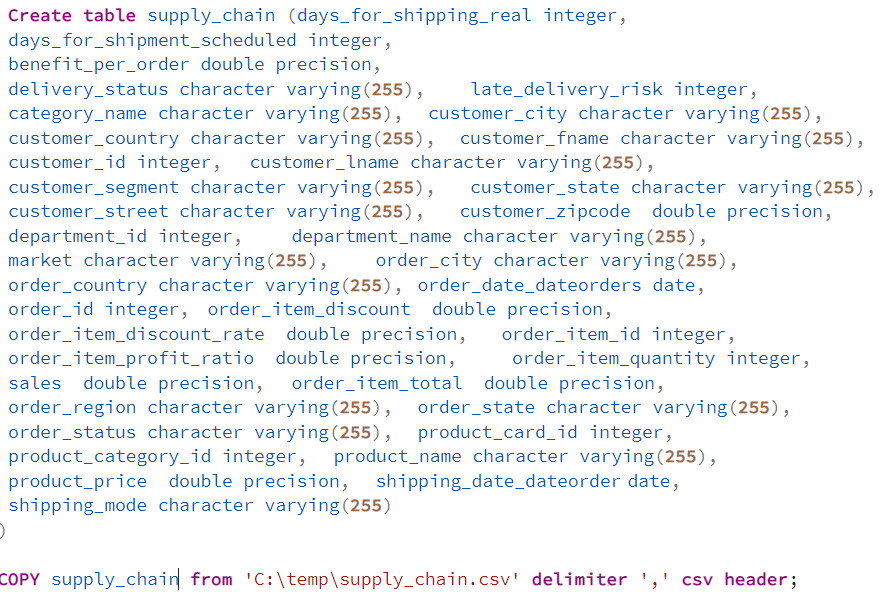 Create table supply_chain (days_for_shipping_real integer,
days_for_shipment_scheduled integer,
benefit_per_order double precision,
delivery_status character varying(255), late_delivery_risk integer,
category_name character varying(255), customer_city character varying(255),
customer_country character varying(255), customer_fname character varying(255),
customer_id integer, customer_lname character varying(255),
customer_segment character varying(255), customer_state character varying(255),
customer_street character varying(255), customer_zipcode double precision,
department_id integer, department_name character varying(255),
market character varying(255), order_city character varying(255),
order_country character varying(255), order_date_dateorders date,
order_id integer, order_item_discount double precision,
order_item_discount_rate double precision, order_item_id integer,
order_item_profit_ratio double precision, order_item_quantity integer,
sales double precision, order_item_total double precision,
order_region character varying(255), order_state character varying(255),
order_status character varying(255), product_card_id integer,
product_category_id integer, product_name character varying(255),
product_price double precision, shipping_date_dateorder date,
shipping_mode character varying(255)
)
COPY supply_chain from 'C:\temp\supply_chain.csv' delimiter ',' csv header;